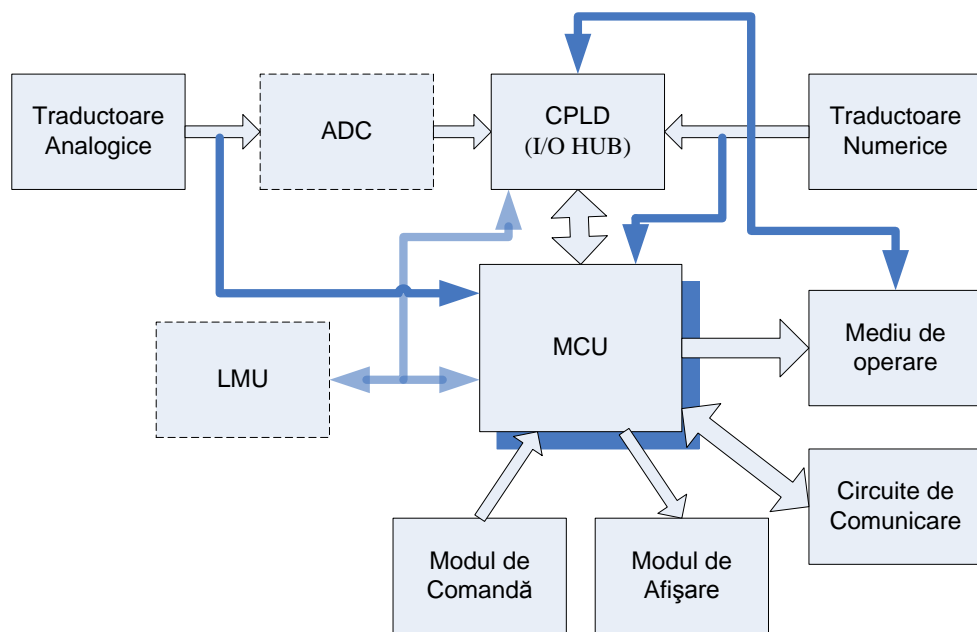 Traductoare
Analogice
ADC
CPLD
(I/O HUB)
Traductoare
Numerice
LMU
MCU
Mediu de
operare
Circuite de
Comunicare
Modul de
Comandă
Modul de
Afişare